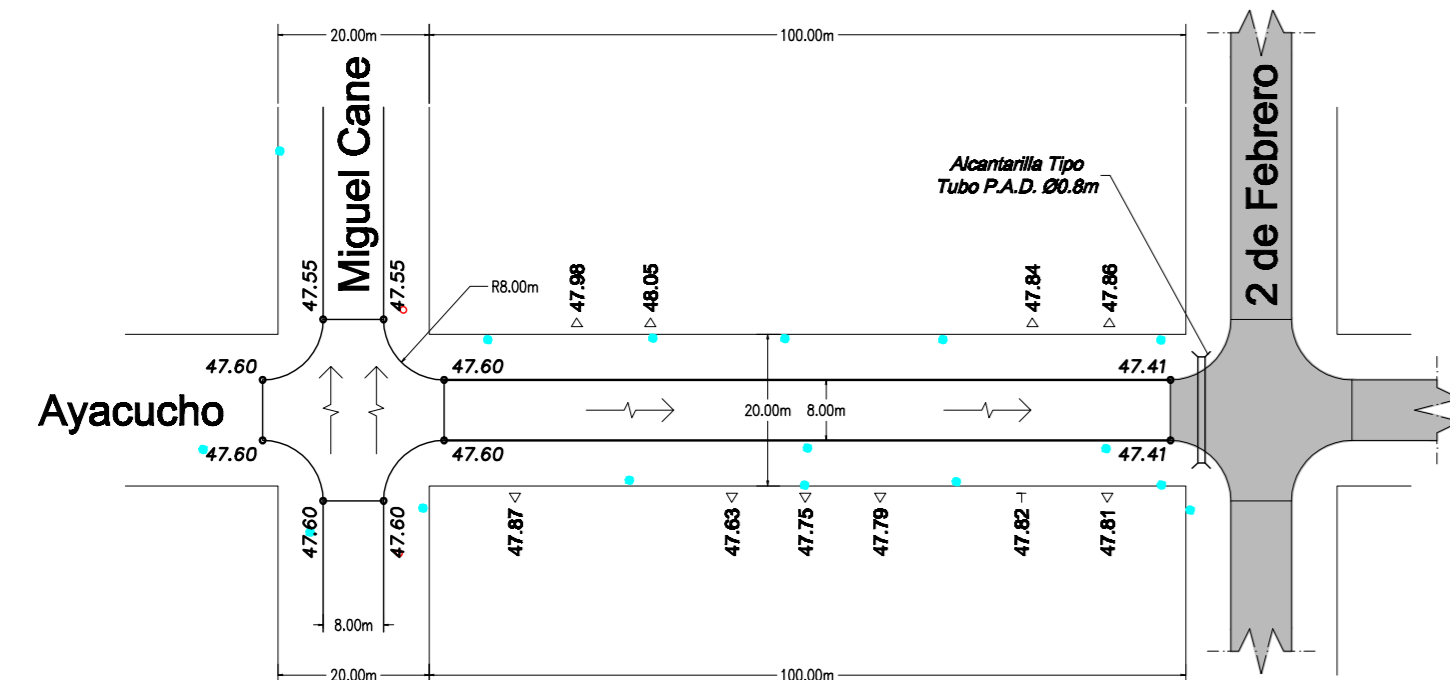 20.00m
100.00m
Miguel Cane
2 de Febrero
Alcantarilla Tipo
Tubo P.A.D. Ø0.8m
47.55
47.55
R8.00m
47.98
48.05
47.84
47.86
47.60
47.60
47.41
Ayacucho
20.00m
8.00m
47.60
47.60
47.41
47.60
47.60
47.87
47.63
47.75
47.79
47.82
47.81
8.00m
20.00m
100.00m